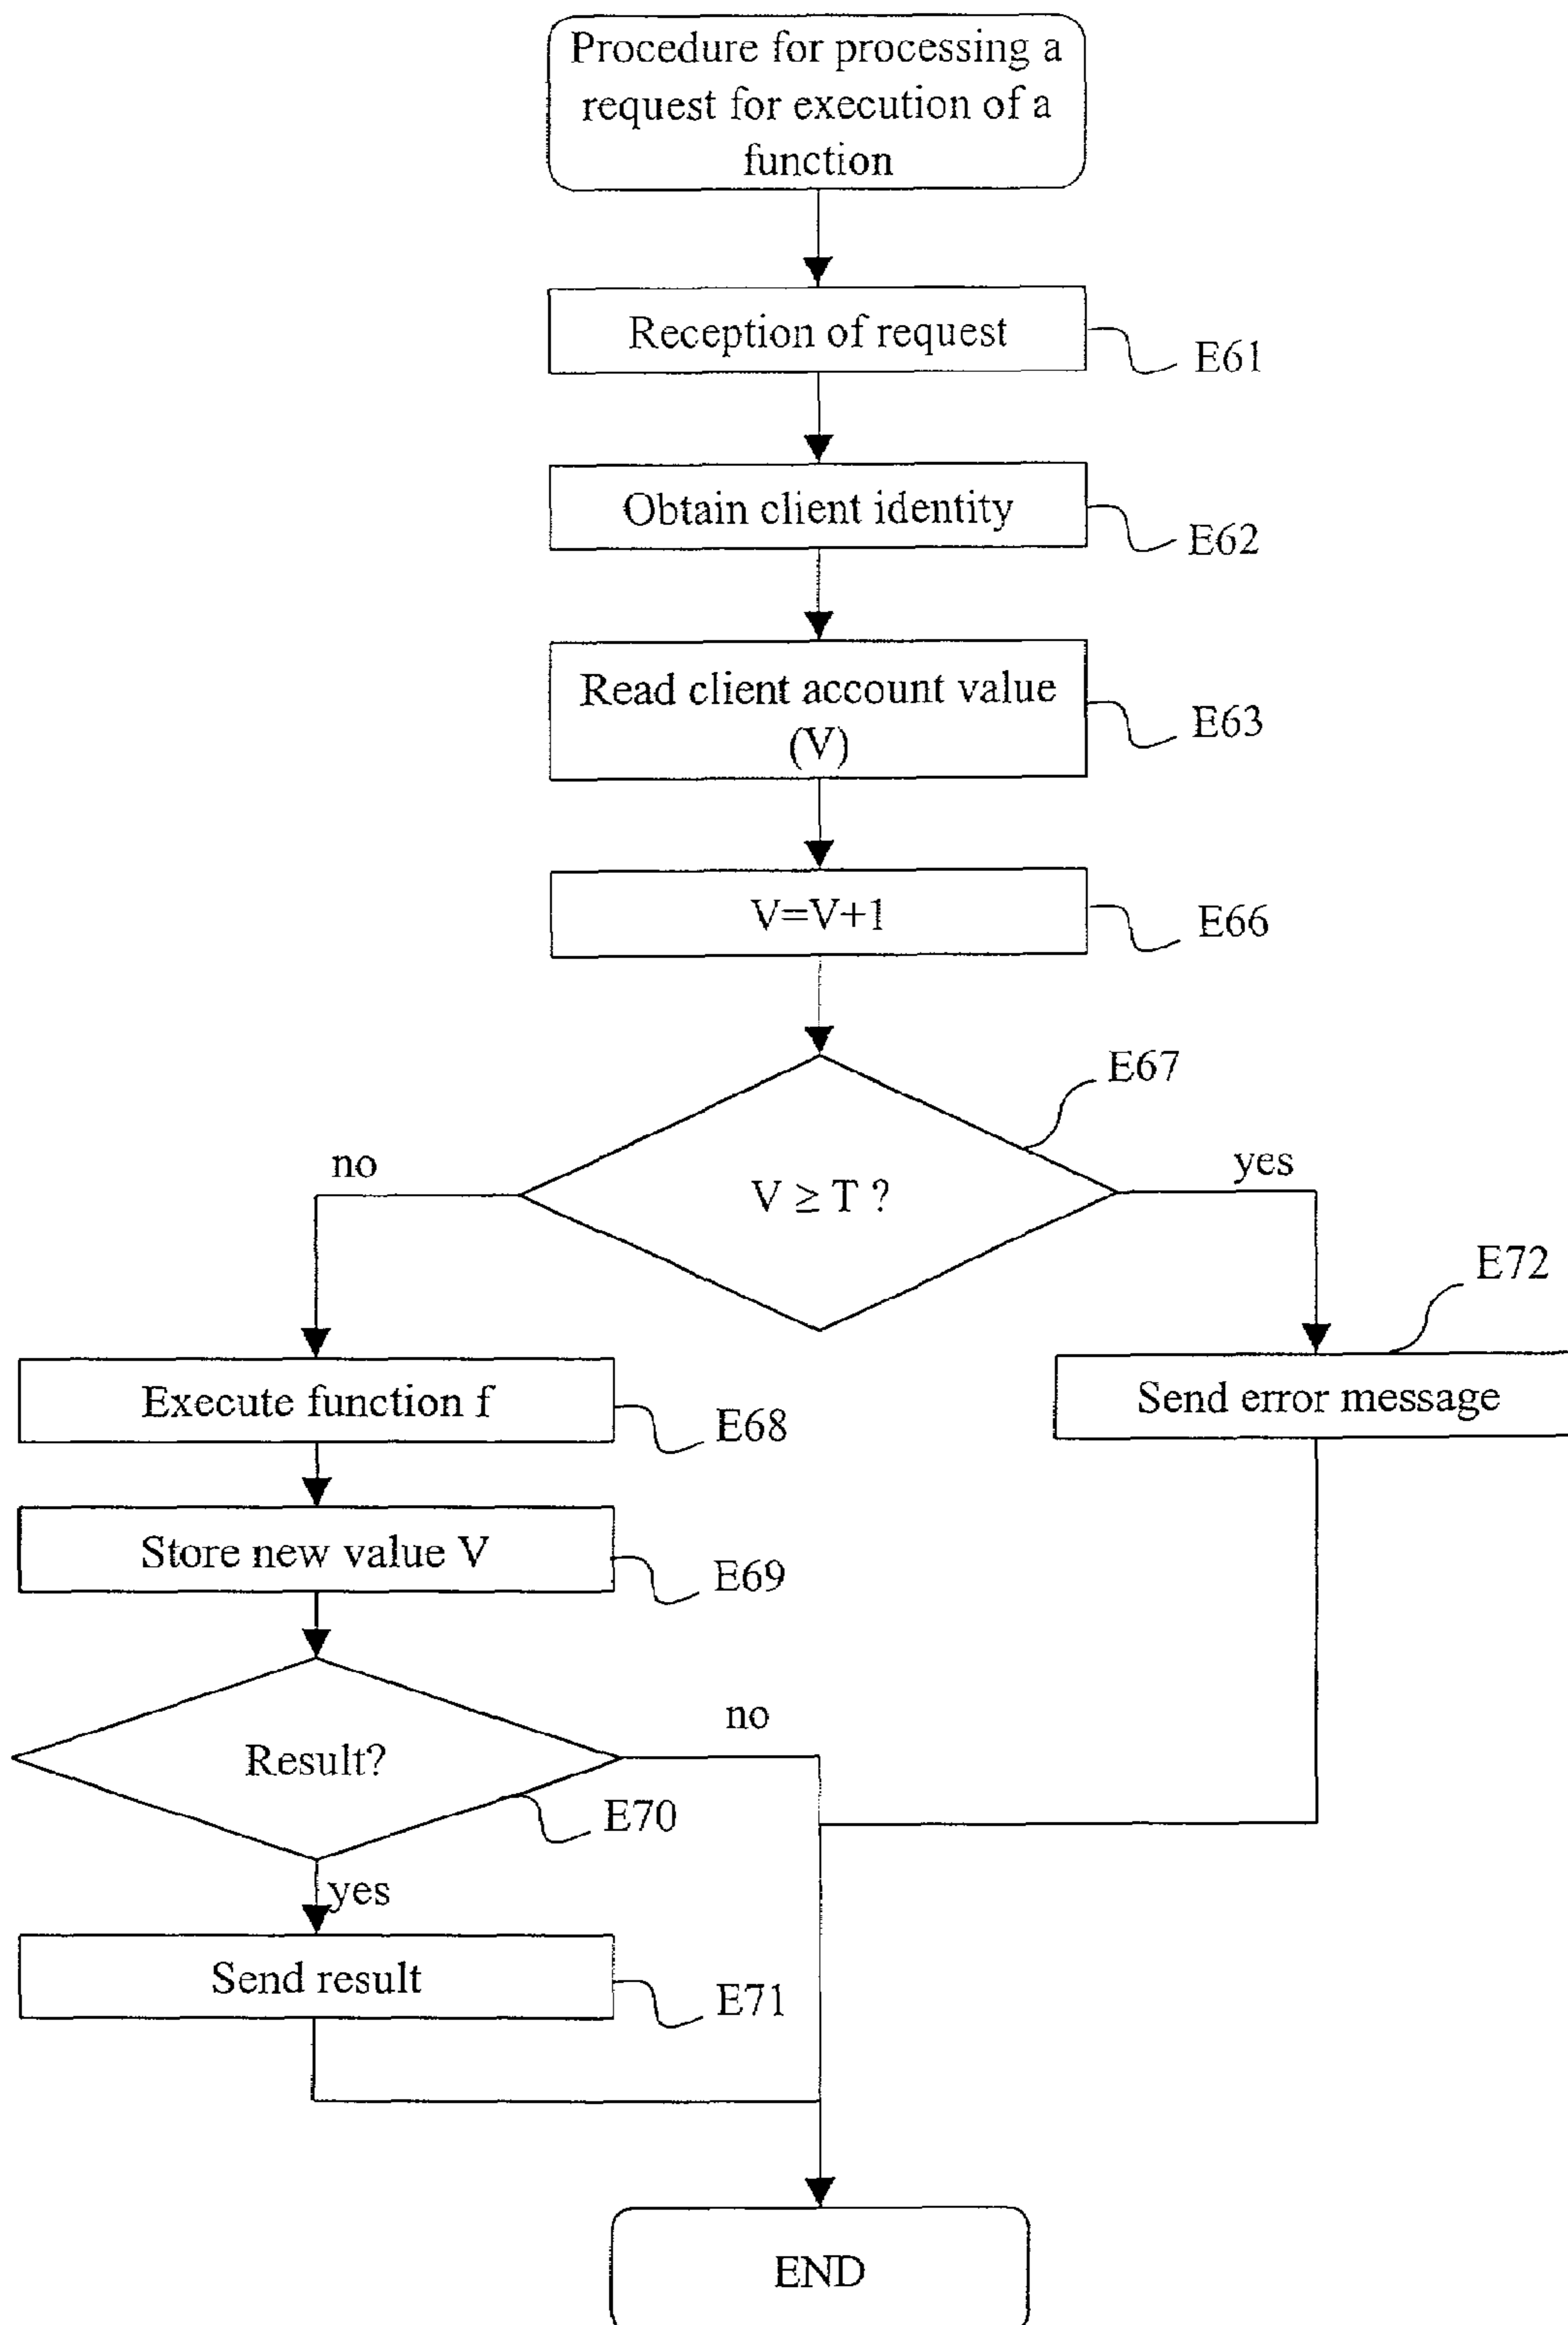 Procedure for processing a
request for execution of a
function
Reception of request
E61
Obtain client identity
E62
Read client account value
(V)
E63
V=V+1
E66
E67
no
V ≥ T ?
yes
E72
Execute function f
E68
Send error message
Store new value V
E69
no
Result?
E70
yes
Send result
E71
END